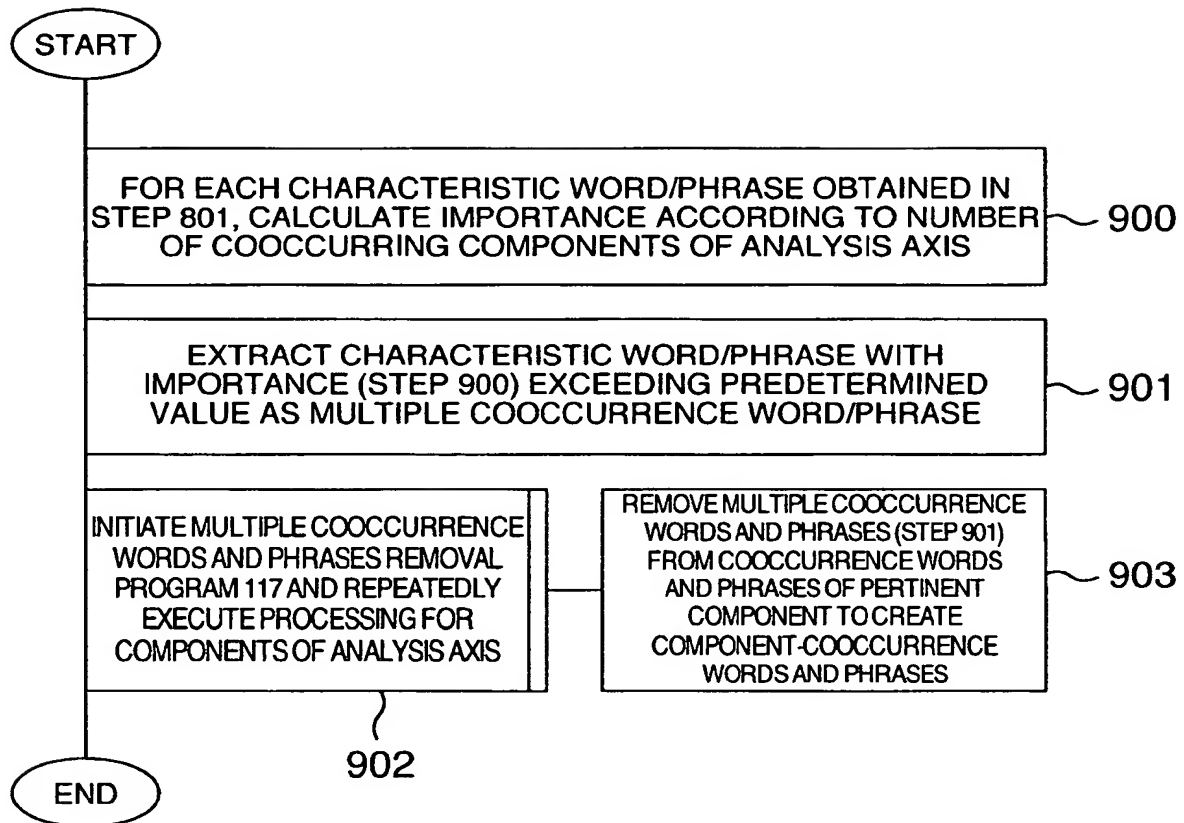 START
FOR EACH CHARACTERISTIC WORD/PHRASE OBTAINED IN
STEP 801, CALCULATE IMPORTANCE ACCORDING TO NUMBER
OF COOCCURRING COMPONENTS OF ANALYSIS AXIS
900
EXTRACT CHARACTERISTIC WORD/PHRASE WITH
IMPORTANCE (STEP 900) EXCEEDING PREDETERMINED
VALUE AS MULTIPLE COOCCURRENCE WORD/PHRASE
901
INITIATE MULTIPLE COOCCURRENCE
WORDS AND PHRASES REMOVAL
PROGRAM 117 AND REPEATEDLY
EXECUTE PROCESSING FOR
COMPONENTS OF ANALYSIS AXIS
902
REMOVE MULTIPLE COOCCURRENCE
WORDS AND PHRASES (STEP 901)
FROM COOCCURRENCE WORDS
AND PHRASES OF PERTINENT
COMPONENT TO CREATE
COMPONENT-COOCCURRENCE
WORDS AND PHRASES
903
END